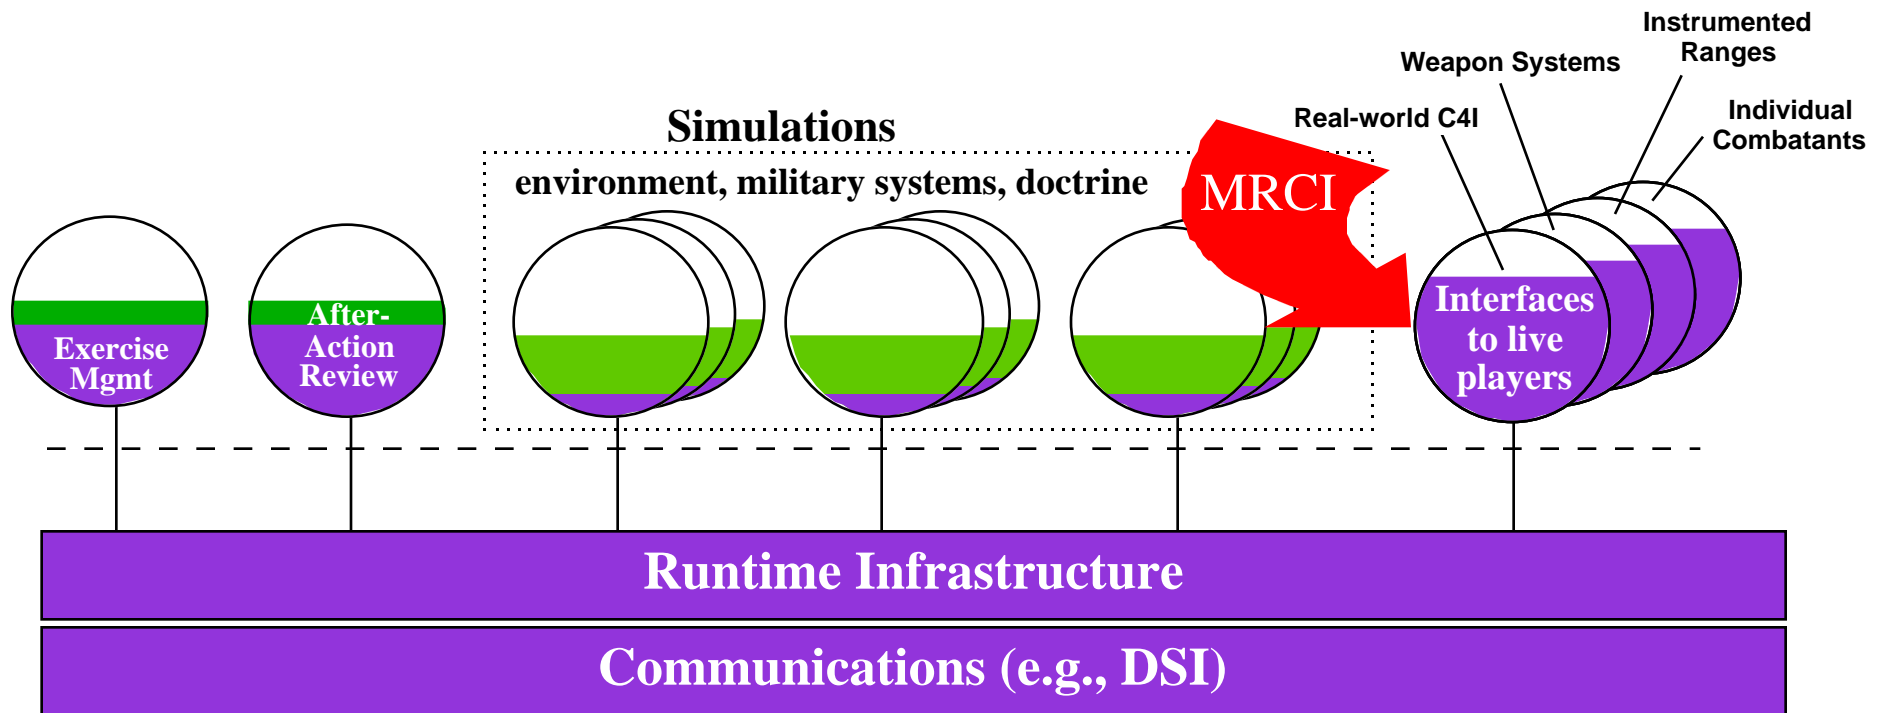 Instrumented
Ranges
Weapon Systems
Individual
Combatants
Real-world C4I
Simulations
environment, military systems, doctrine
MRCI
Exercise
Mgmt
After-
Action
Review
Interfaces
to live
players
Runtime Infrastructure
Communications (e.g., DSI)